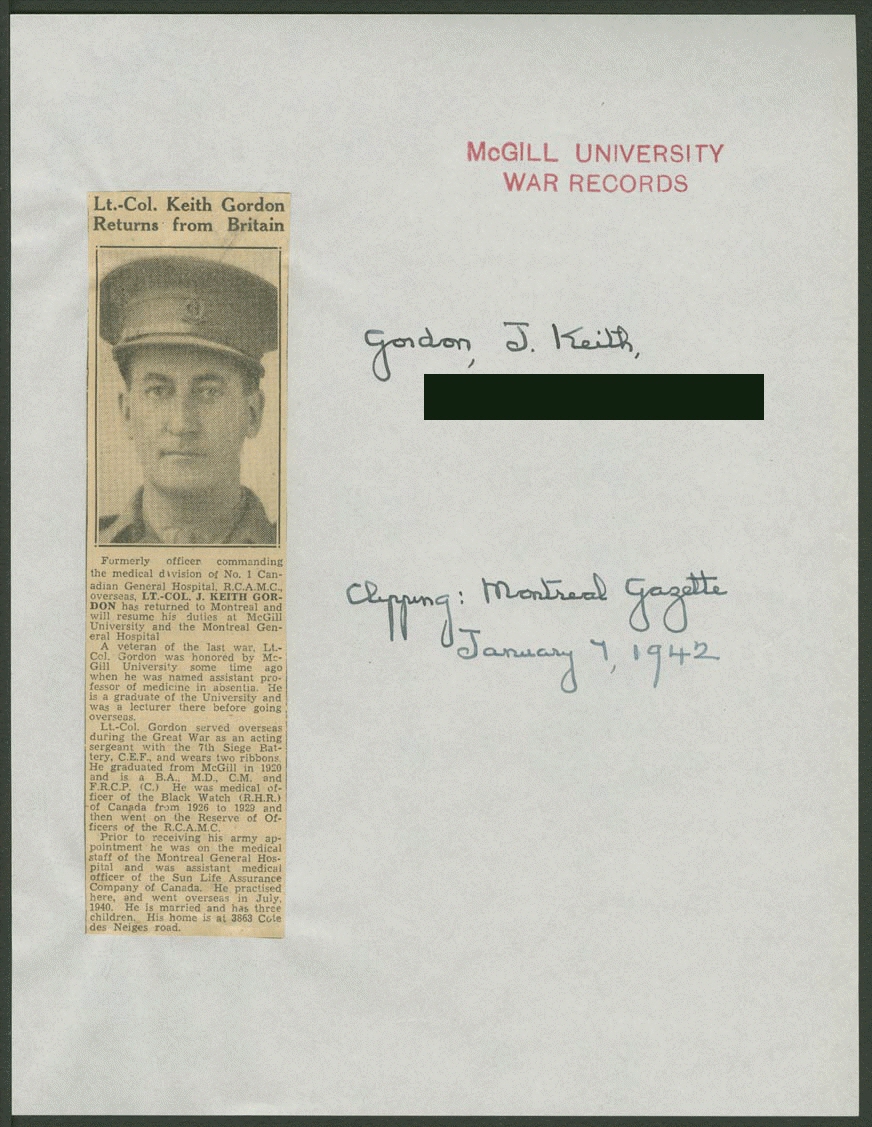 McGILL UNIVERSITY
WAR RECORDS
Lt.-Col. Keith Gordon
Returns from Britain
Gordon, J. Keith,
Formerly officer commanding
the medical division of No. 1 Can-
adian General Hospital, R.C.A.M.C.,
overseas, LT.-COL. J. KEITH GOR-
DON has returned to Montreal and
will resume his duties at McGill
University and the Montreal Gen-
eral Hospital
A veteran of the last war, Lt.-
Col. Gordon was honored by Mc-
Gill University some time ago
when he was named assistant pro-
fessor of medicine in absentia. He
is a graduate of the University and
was a lecturer there before going
overseas.
Lt.-Col. Gordon served overseas
during the Great War as an acting
sergeant with the 7th Siege Bat-
tery, C.E.F., and wears two ribbons.
He graduated from McGill in 1920
and is a B.A., M.D., C.M. and
F.R.C.P. (C.) He was medical of-
ficer of the Black Watch (R.H.R.)
of Canada from 1926 to 1929 and
then went on the Reserve of Of-
ficers of the R.C.A.M.C.
Prior to receiving his army ap-
pointment he was on the medical
staff of the Montreal General Hos-
pital and was assistant medical
officer of the Sun Life Assurance
Company of Canada. He practised
here, and went overseas in July,
1940. He is married and has three
children. His home is at 3863 Cote
des Neiges road.
Clipping: Montreal Gazette
January 7, 1942